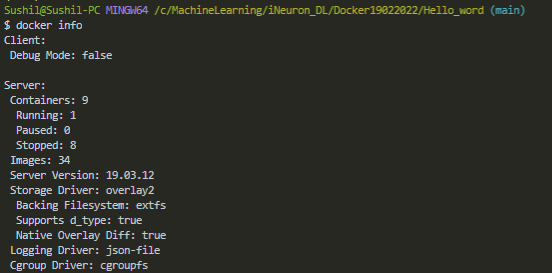 Sushil@Sushil-PC MINGW64 /c/MachineLearning/iNeuron_DL/Docker19022022/Hello_word (main)
$ docker info
Client:
 Debug Mode: false

Server:
 Containers: 9
  Running: 1
  Paused: 0
  Stopped: 8
 Images: 34
 Server Version: 19.03.12
 Storage Driver: overlay2
  Backing Filesystem: extfs
  Supports d_type: true
  Native Overlay Diff: true
 Logging Driver: json-file
 Cgroup Driver: cgroupfs